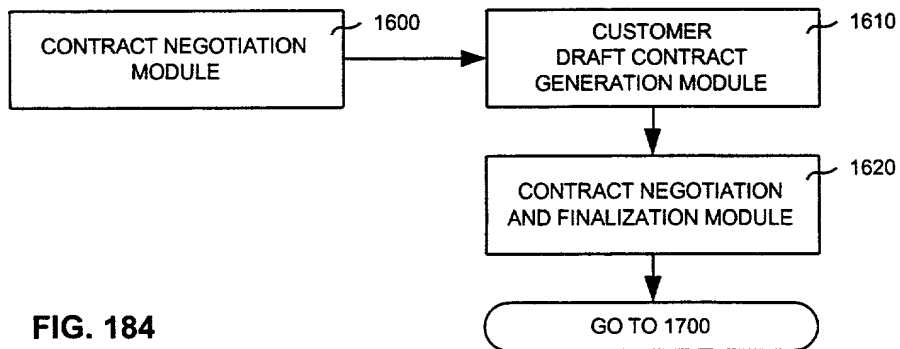 CONTRACT NEGOTIATION
MODULE
1600
CUSTOMER
DRAFT CONTRACT
GENERATION MODULE
1610
CONTRACT NEGOTIATION
AND FINALIZATION MODULE
1620
GO TO 1700
FIG. 184